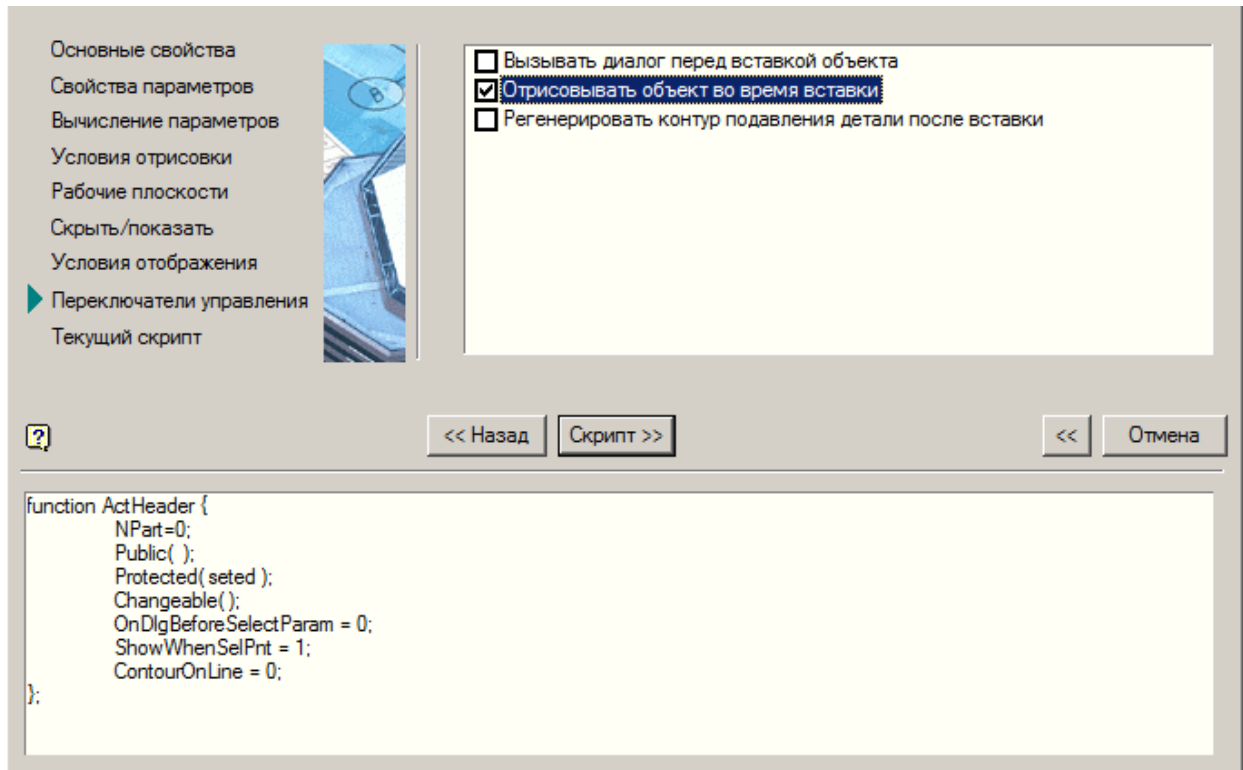 Основные свойства
Свойства параметров
Вычисление параметров
Условия отрисовки
Рабочие плоскости
Скрыть/показать
Условия отображения
Переключатели управления
Текущий скрипт
B
Вызывать диалог перед вставкой объекта
Отрисовывать объект во время вставки
Регенерировать контур подавления детали после вставки
?
<< Назад
Скрипт >>
<<
Отмена
function ActHeader {
NPart=0;
Public( );
Protected( seted );
Changeable( );
OnDlgBeforeSelectParam = 0;
ShowWhenSelPnt = 1;
ContourOnLine = 0;
};